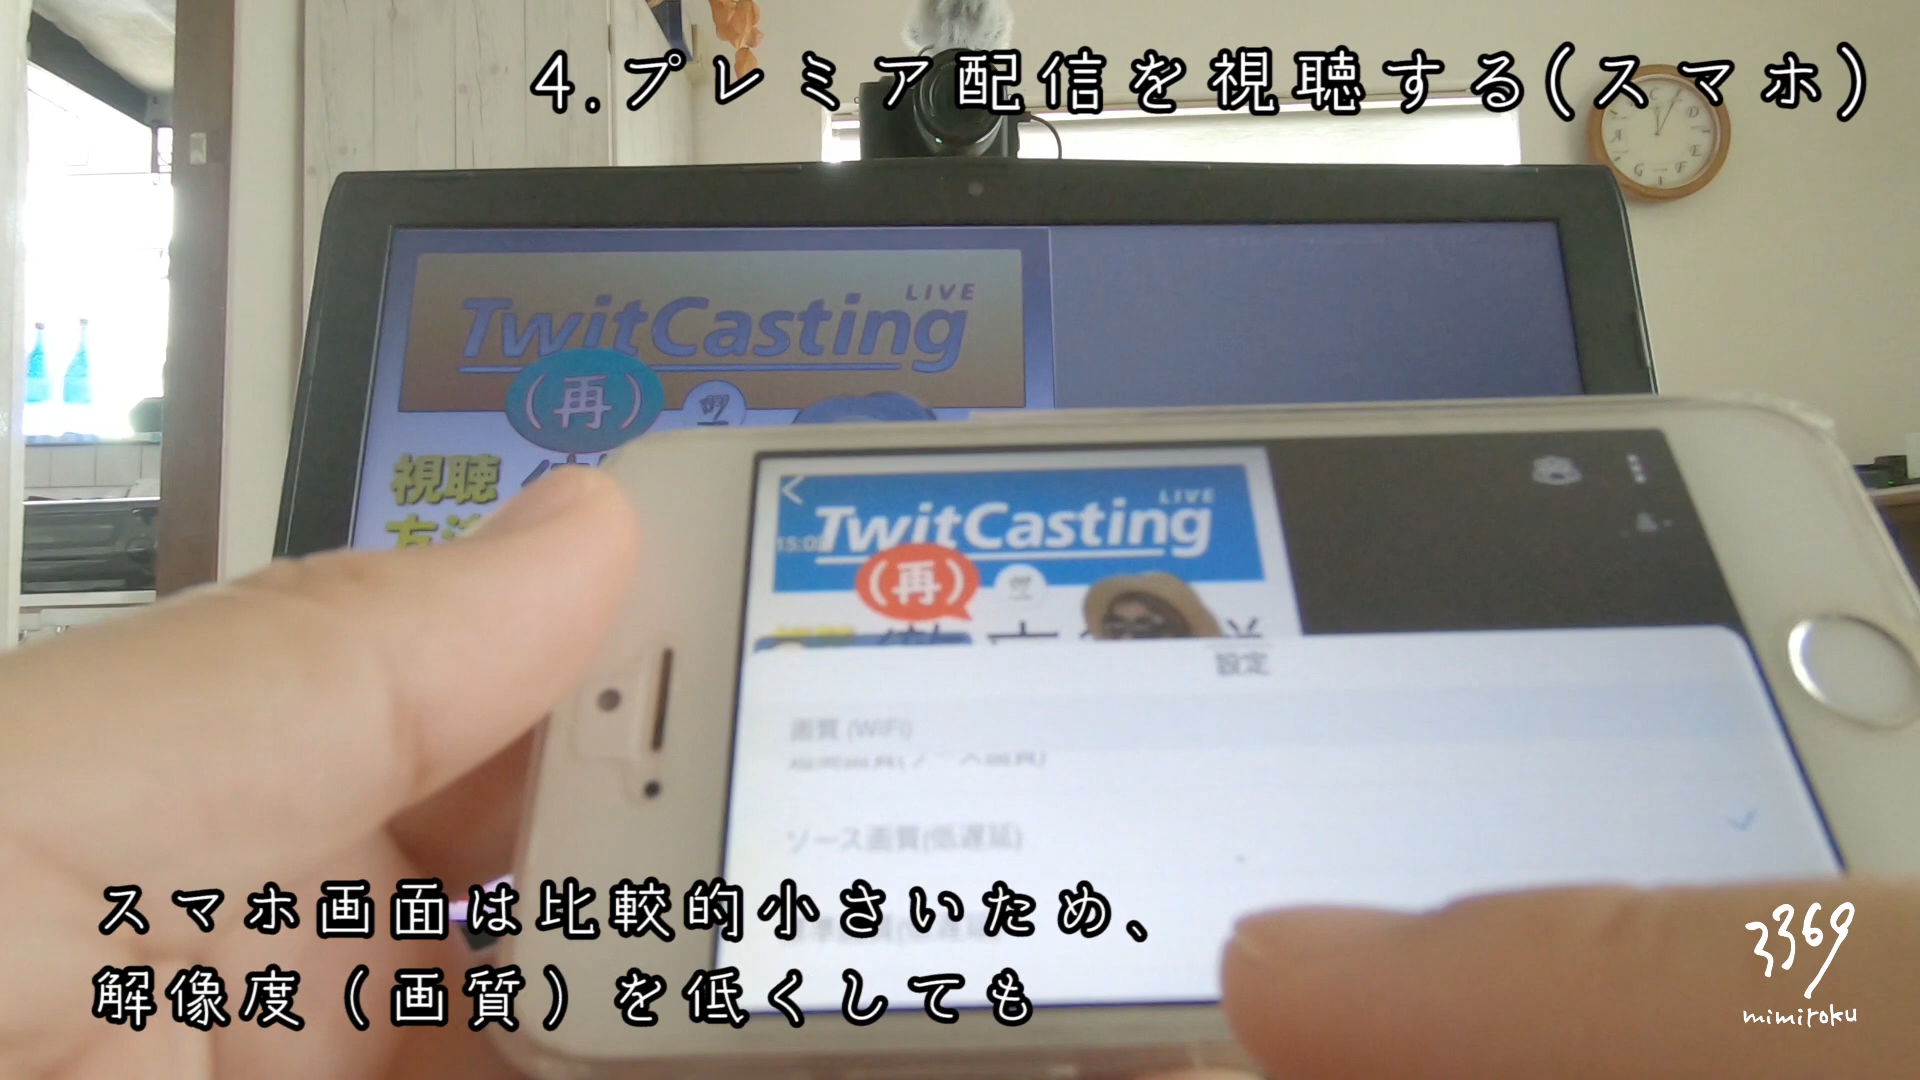 4.プレミア配信を視聴する(スマホ)
LIVE
TwitCasting
(再)
視聴
LIVE
TwitCasting
(再)
設定
画質 (WiFi)
ソース画質(低遅延)
スマホ画面は比較的小さいため、
解像度（画質）を低くしても
3369
mimiroku